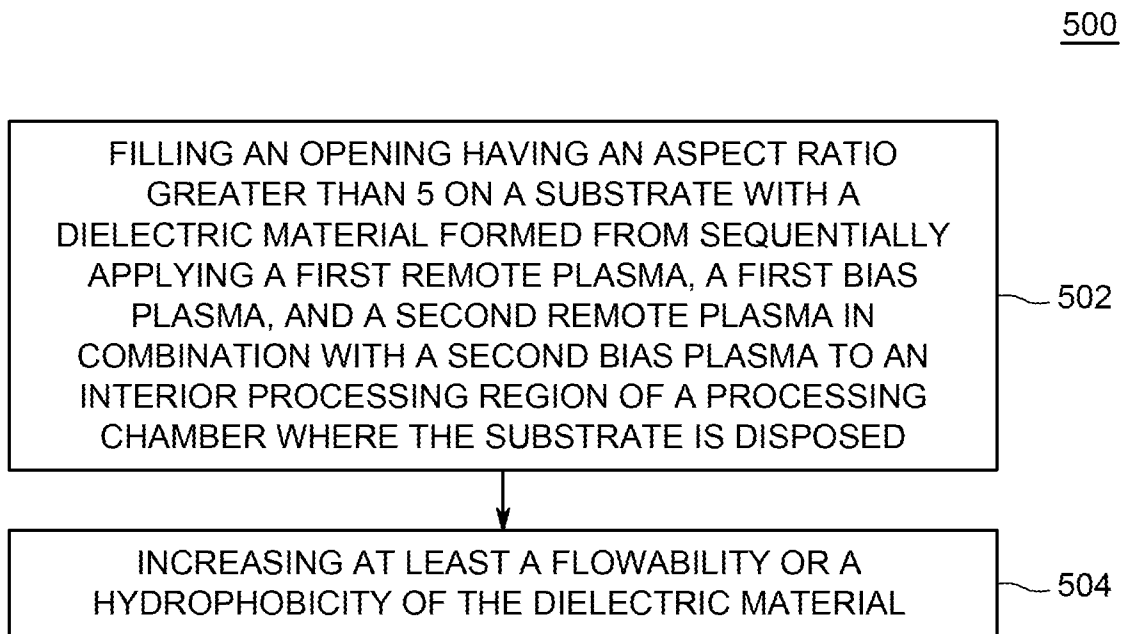 500
FILLING AN OPENING HAVING AN ASPECT RATIO
GREATER THAN 5 ON A SUBSTRATE WITH A
DIELECTRIC MATERIAL FORMED FROM SEQUENTIALLY
APPLYING A FIRST REMOTE PLASMA, A FIRST BIAS
PLASMA, AND A SECOND REMOTE PLASMA IN
COMBINATION WITH A SECOND BIAS PLASMA TO AN
INTERIOR PROCESSING REGION OF A PROCESSING
CHAMBER WHERE THE SUBSTRATE IS DISPOSED
502
INCREASING AT LEAST A FLOWABILITY OR A
HYDROPHOBICITY OF THE DIELECTRIC MATERIAL
504